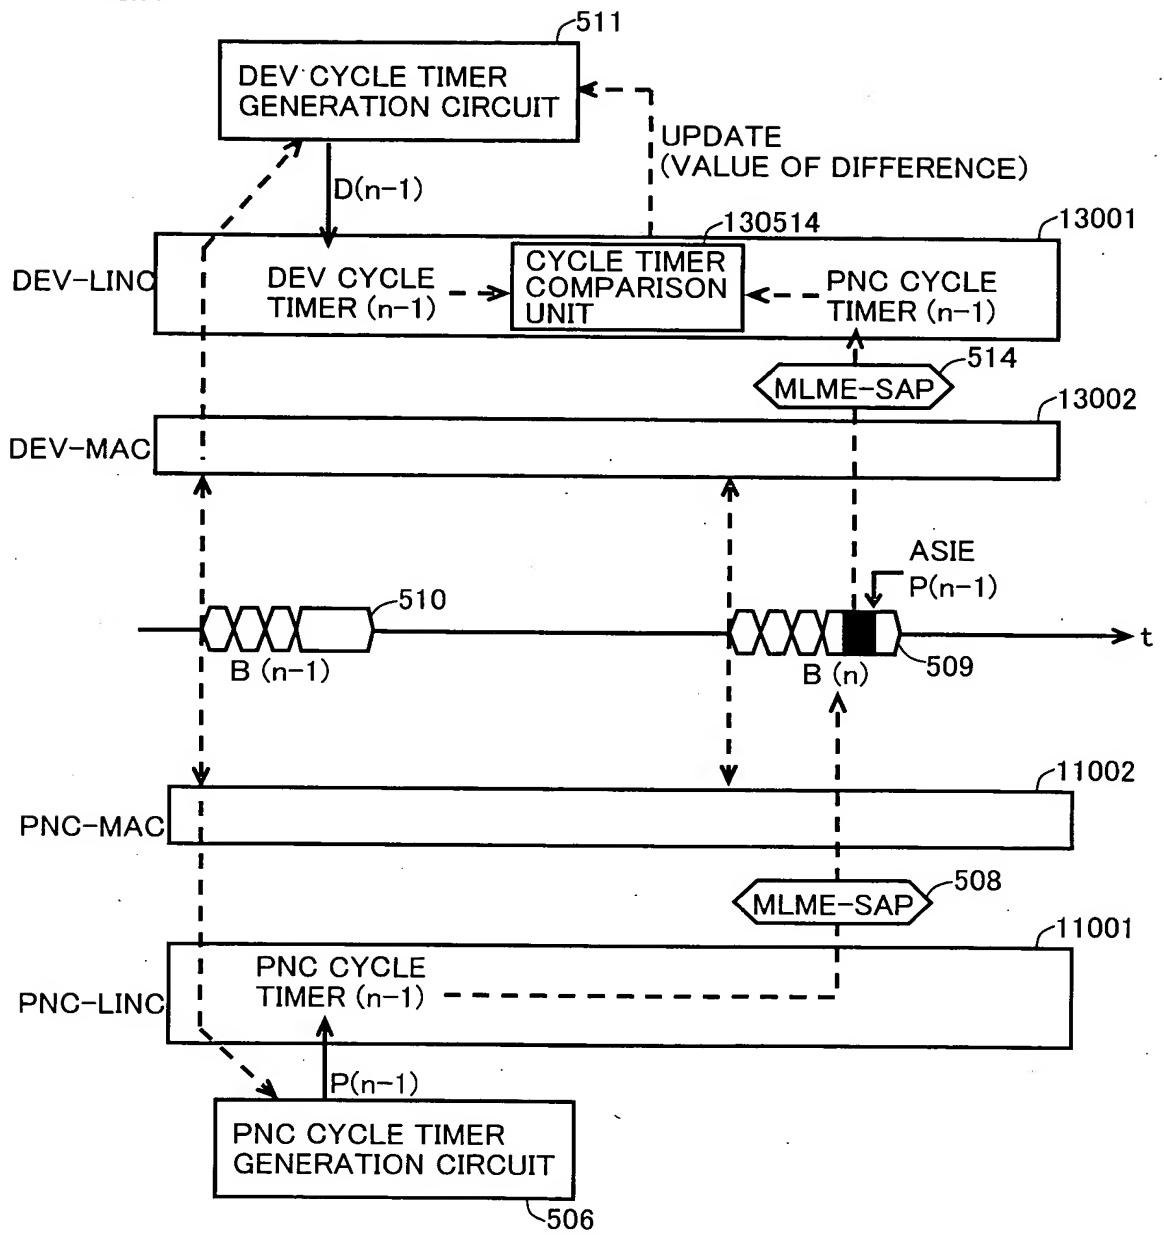 511
DEV CYCLE TIMER
GENERATION CIRCUIT
UPDATE
(VALUE OF DIFFERENCE)
D(n-1)
130514
13001
DEV-LINC
DEV CYCLE
TIMER (n-1)
CYCLE TIMER
COMPARISON
UNIT
PNC CYCLE
TIMER (n-1)
514
MLME-SAP
13002
DEV-MAC
ASIE
P(n-1)
510
t
B (n-1)
B (n)
509
11002
PNC-MAC
508
MLME-SAP
11001
PNC-LINC
PNC CYCLE
TIMER (n-1)
P(n-1)
PNC CYCLE TIMER
GENERATION CIRCUIT
506